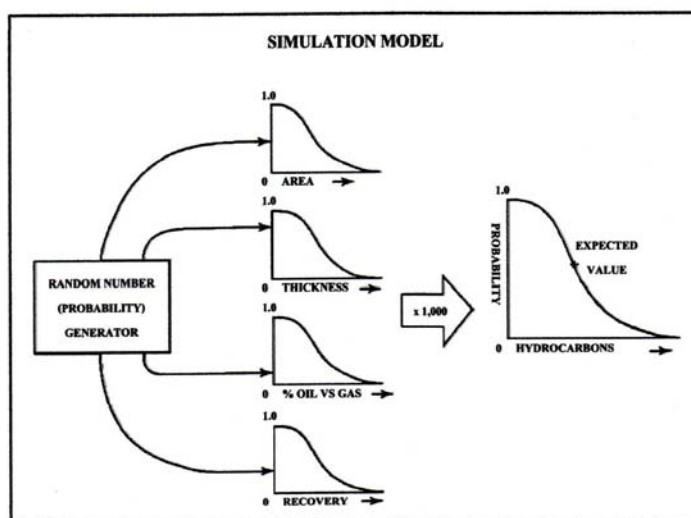 SIMULATION MODEL
1.0
0 AREA
1.0
0 THICKNESS
RANDOM NUMBER
(PROBABILITY)
GENERATOR
1.0
0 % OIL VS GAS
1.0
0 RECOVERY
x 1,000
1.0
PROBABILITY
EXPECTED
VALUE
0 HYDROCARBONS